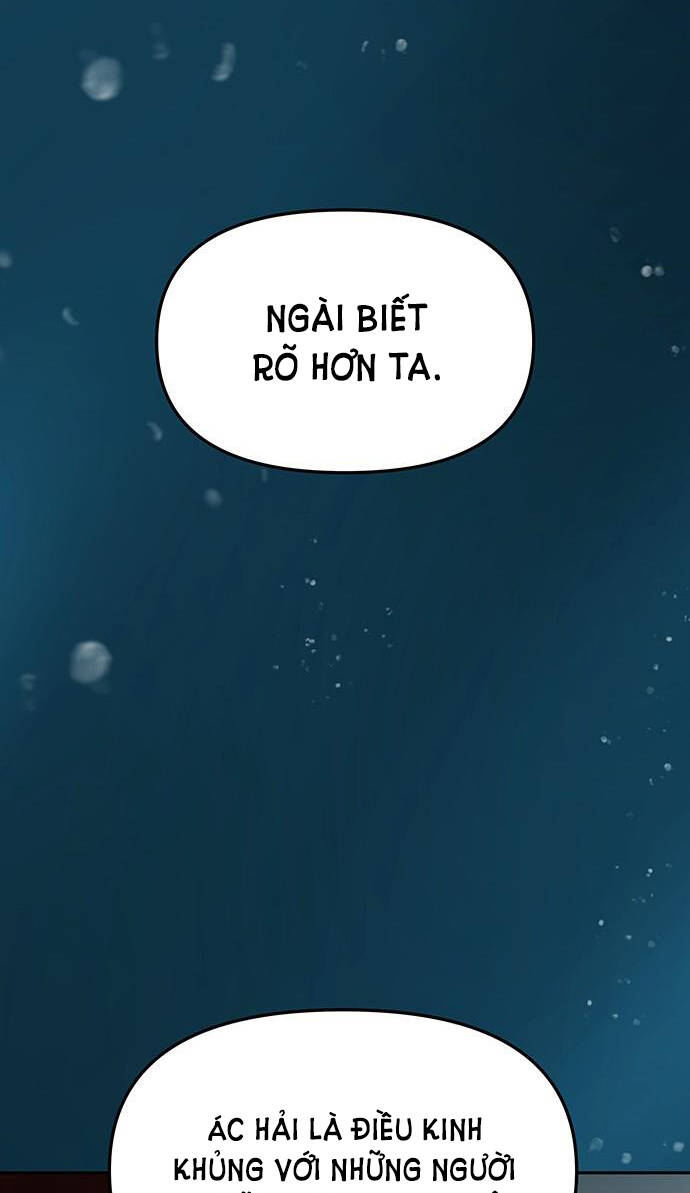 NGÀI BIẾT
RÕ HƠN TA.
ÁC HẢI LÀ ĐIỀU KINH
KHỦNG VỚI NHỮNG NGƯỜI